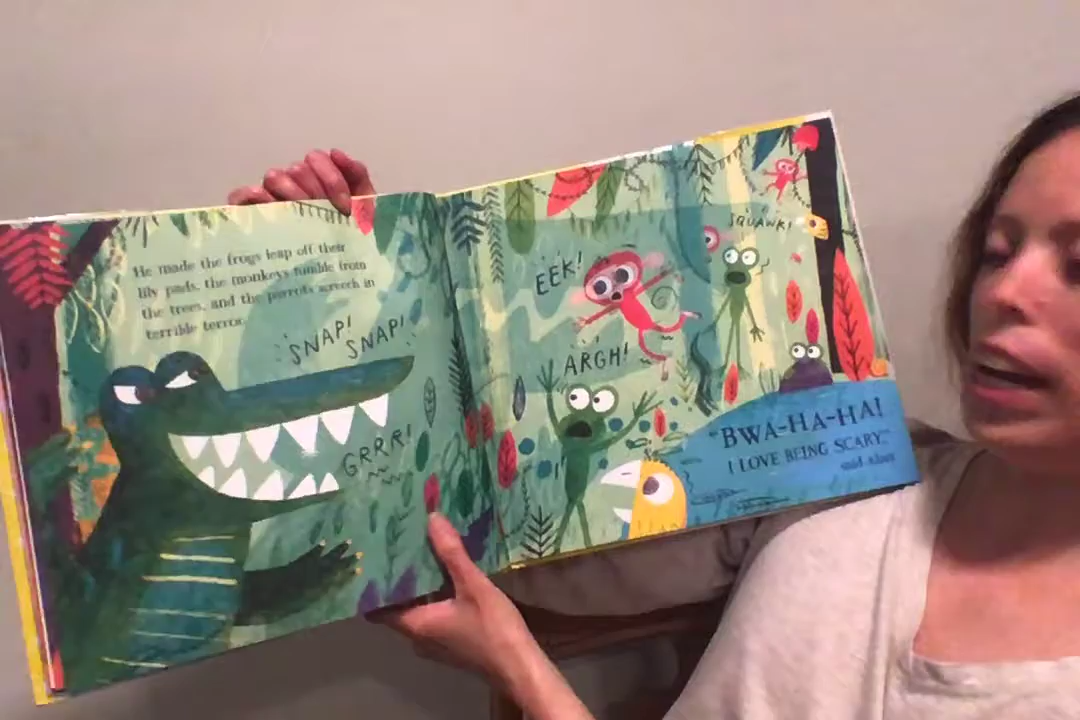 He made the frogs leap off their
lily pads, the monkeys tumble from
the trees, and the parrots screech in
terrible terror.
SNAP!
SNAP!
GRRR!
EEK!
SQUAWK!
ARGH!
"BWA-HA-HA!
I LOVE BEING SCARY,"
said Alan